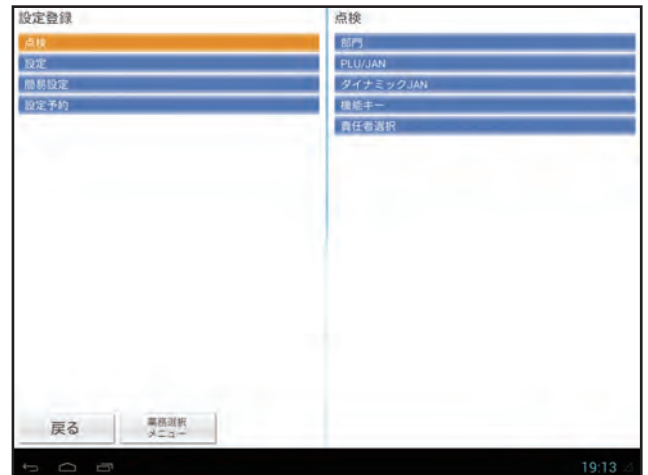 設定登録
点検
設定
簡易設定
設定予約
点検
部門
PLU/JAN
ダイナミックJAN
機能キー
責任者選択
戻る
業務選択
メニュー
19:13